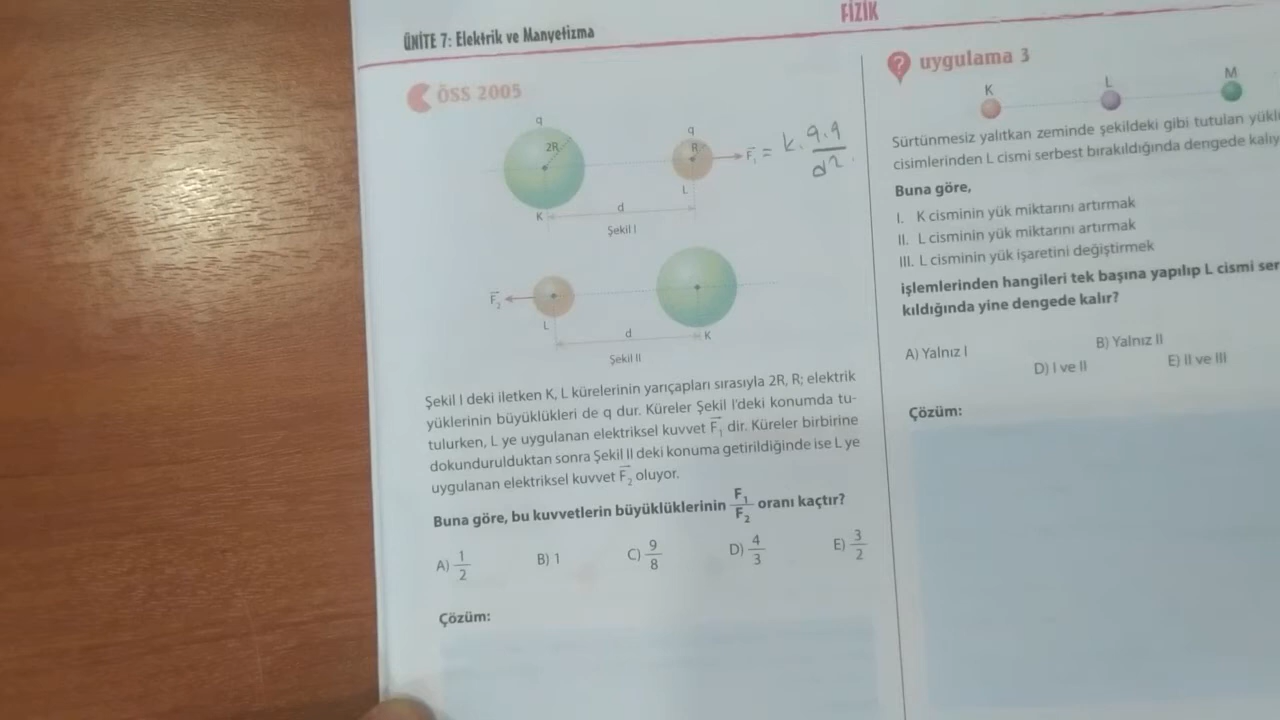 FİZİK
ÜNİTE 7: Elektrik ve Manyetizma
ÖSS 2005
q
2R
q
R
F₁ = k. q.q / d²
L
K
d
Şekil I
F₂
L
d
K
Şekil II
Şekil I deki iletken K, L kürelerinin yarıçapları sırasıyla 2R, R; elektrik
yüklerinin büyüklükleri de q dur. Küreler Şekil I'deki konumda tu-
tulurken, L ye uygulanan elektriksel kuvvet F₁ dir. Küreler birbirine
dokundurulduktan sonra Şekil II deki konuma getirildiğinde ise L ye
uygulanan elektriksel kuvvet F₂ oluyor.
Buna göre, bu kuvvetlerin büyüklüklerinin F₁/F₂ oranı kaçtır?
A) 1/2 B) 1 C) 9/8 D) 4/3 E) 3/2
Çözüm:
? uygulama 3
K L M
Sürtünmesiz yalıtkan zeminde şekildeki gibi tutulan yükl
cisimlerinden L cismi serbest bırakıldığında dengede kalıy
Buna göre,
I. K cisminin yük miktarını artırmak
II. L cisminin yük miktarını artırmak
III. L cisminin yük işaretini değiştirmek
işlemlerinden hangileri tek başına yapılıp L cismi ser
kıldığında yine dengede kalır?
A) Yalnız I B) Yalnız II
D) I ve II E) II ve III
Çözüm: